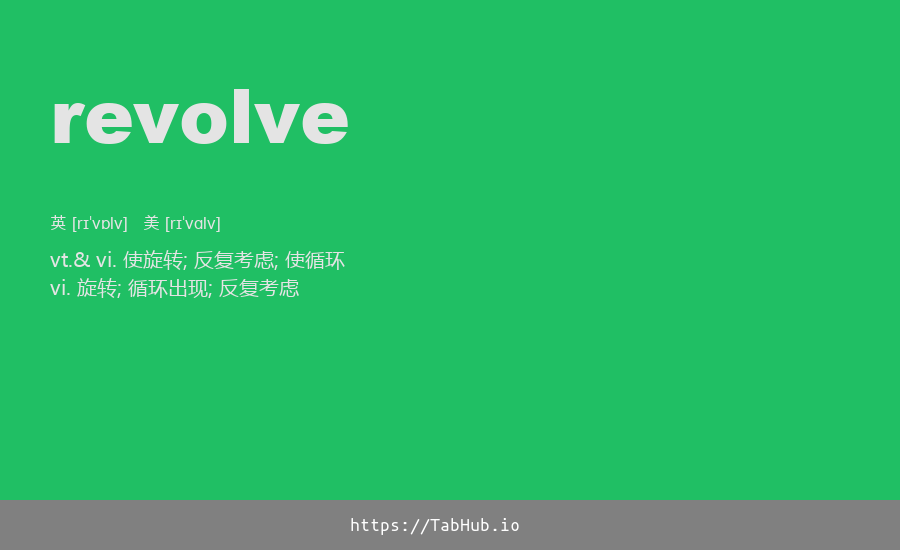 revolve
英 [rɪˈvɒlv] 美 [rɪˈvɑlv]
vt.& vi. 使旋转; 反复考虑; 使循环
vi. 旋转; 循环出现; 反复考虑
https://TabHub.io